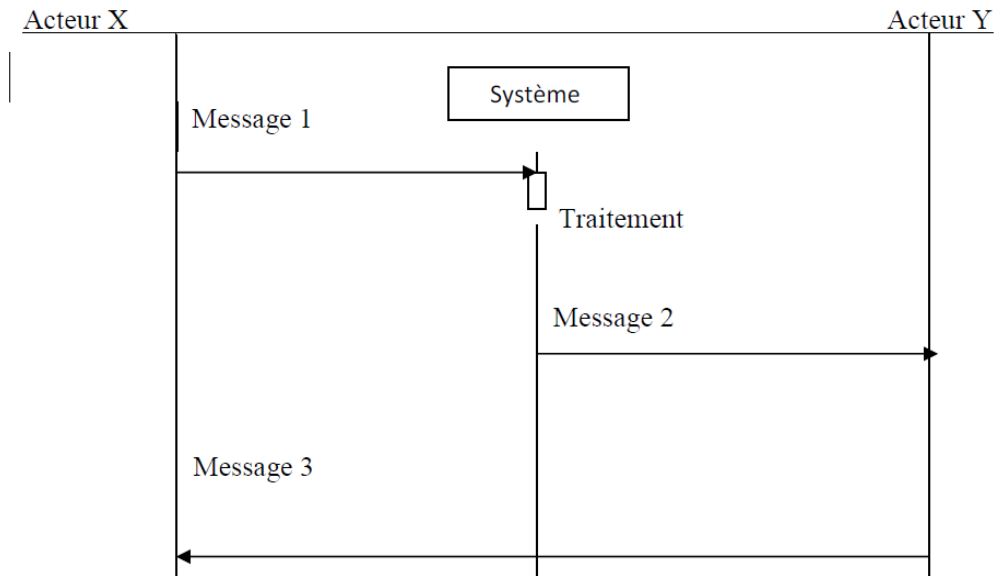 Acteur X
Acteur Y
Système
Message 1
Traitement
Message 2
Message 3